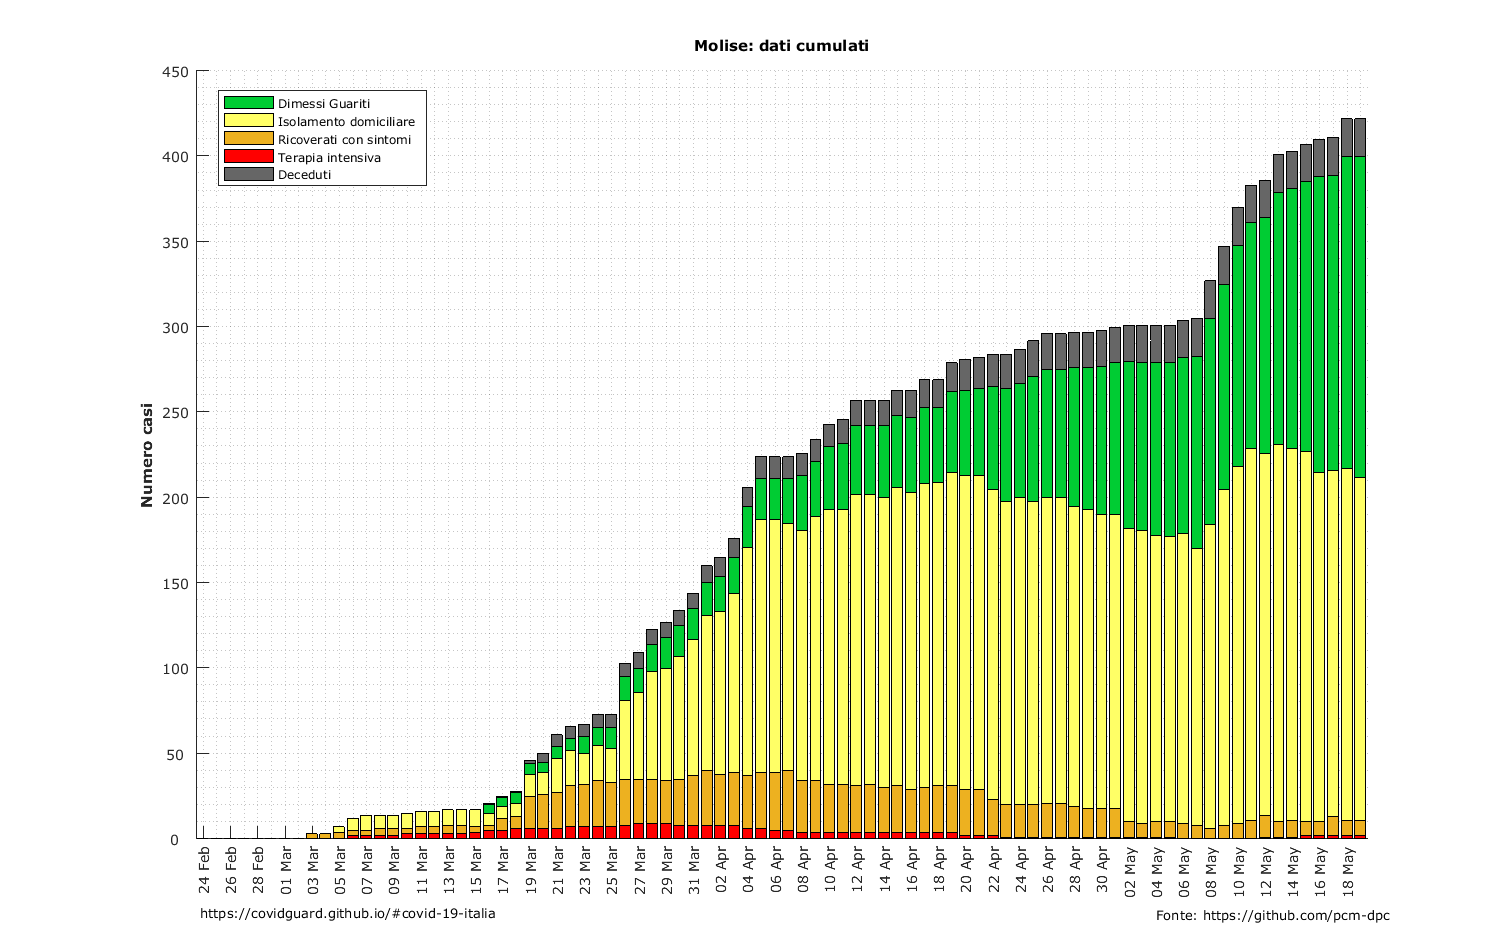 Molise: dati cumulati
Numero casi
450
400
350
300
250
200
150
100
50
0
Dimessi Guariti
Isolamento domiciliare
Ricoverati con sintomi
Terapia intensiva
Deceduti
24 Feb
26 Feb
28 Feb
01 Mar
03 Mar
05 Mar
07 Mar
09 Mar
11 Mar
13 Mar
15 Mar
17 Mar
19 Mar
21 Mar
23 Mar
25 Mar
27 Mar
29 Mar
31 Mar
02 Apr
04 Apr
06 Apr
08 Apr
10 Apr
12 Apr
14 Apr
16 Apr
18 Apr
20 Apr
22 Apr
24 Apr
26 Apr
28 Apr
30 Apr
02 May
04 May
06 May
08 May
10 May
12 May
14 May
16 May
18 May
https://covidguard.github.io/#covid-19-italia
Fonte: https://github.com/pcm-dpc